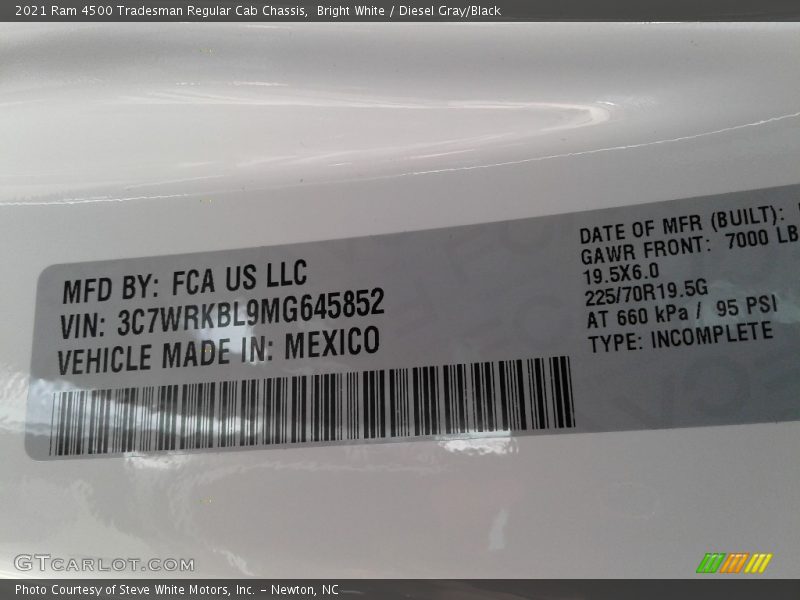 2021 Ram 4500 Tradesman Regular Cab Chassis, Bright White / Diesel Gray/Black
MFD BY: FCA US LLC
VIN: 3C7WRKBL9MG645852
VEHICLE MADE IN: MEXICO
DATE OF MFR (BUILT):
GAWR FRONT: 7000 LB
19.5X6.0
225/70R19.5G
AT 660 kPa / 95 PSI
TYPE: INCOMPLETE
GTCARLOT.COM
Photo Courtesy of Steve White Motors, Inc. – Newton, NC